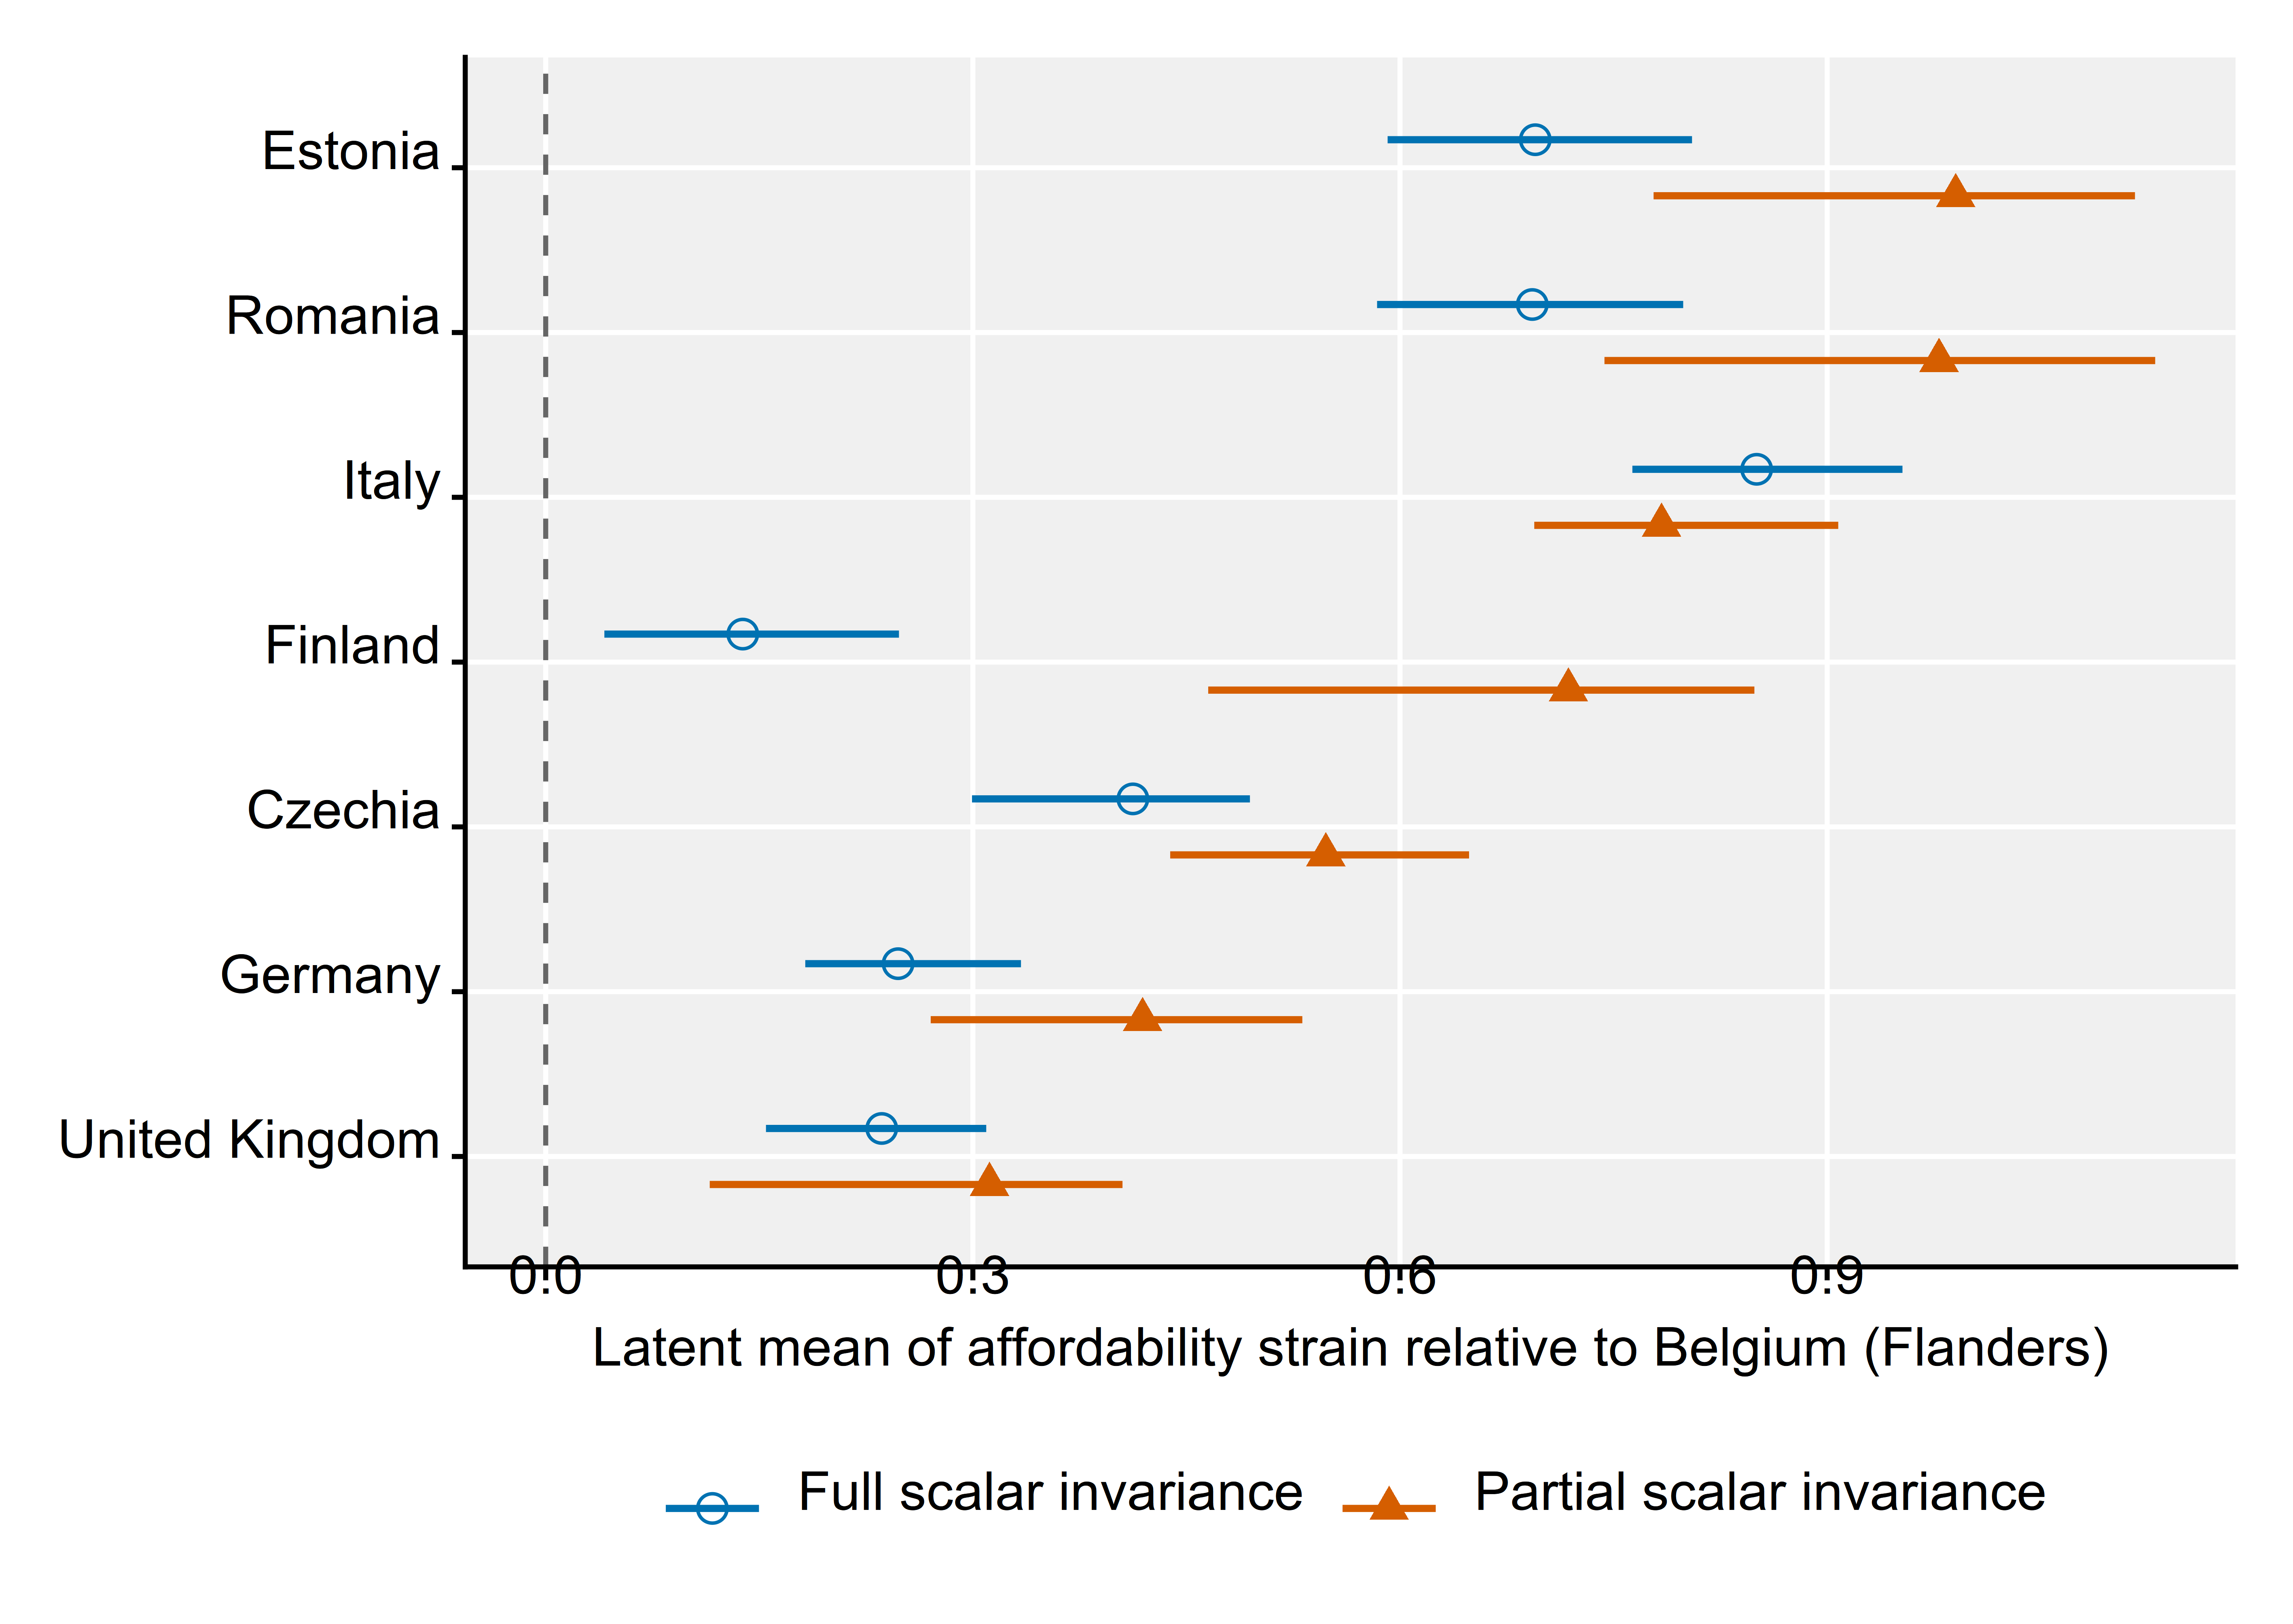 Estonia
Romania
Italy
Finland
Czechia
Germany
United Kingdom
0.0 0.3 0.6 0.9
Latent mean of affordability strain relative to Belgium (Flanders)
Full scalar invariance Partial scalar invariance